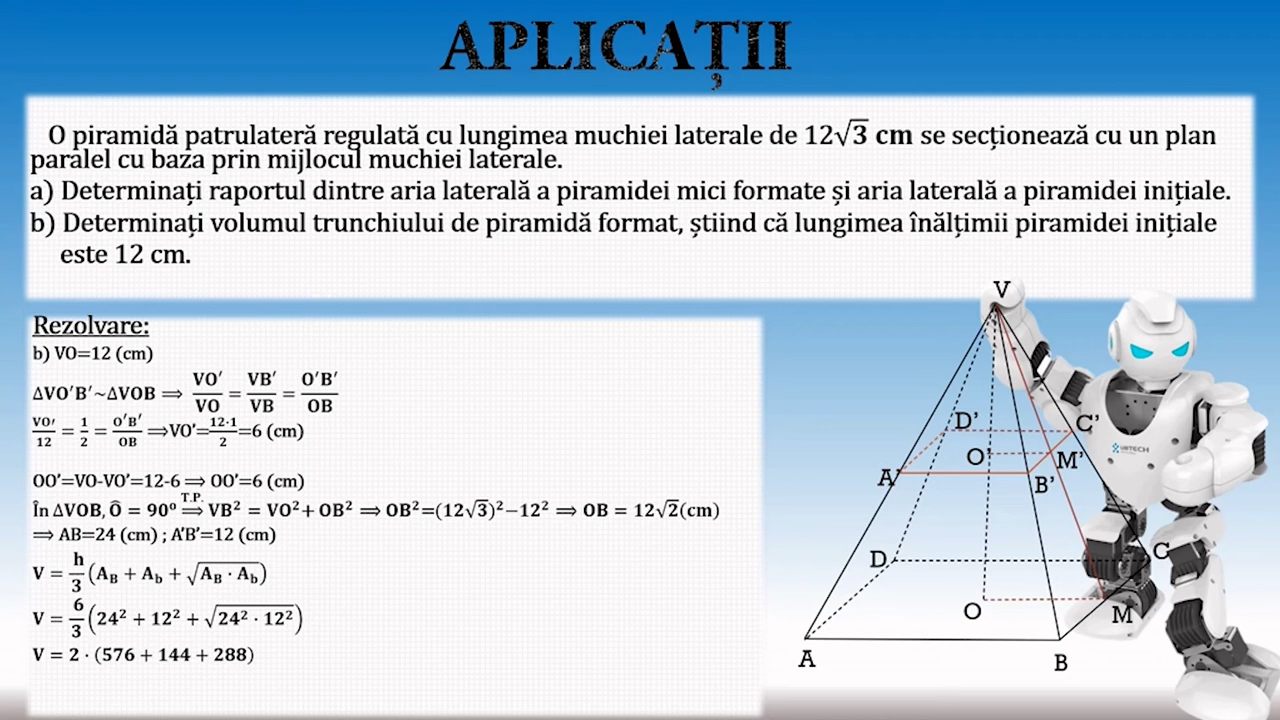 APLICAȚII
O piramidă patrulateră regulată cu lungimea muchiei laterale de 12√3 cm se secționează cu un plan
paralel cu baza prin mijlocul muchiei laterale.
a) Determinați raportul dintre aria laterală a piramidei mici formate și aria laterală a piramidei inițiale.
b) Determinați volumul trunchiului de piramidă format, știind că lungimea înălțimii piramidei inițiale
este 12 cm.
Rezolvare:
b) VO=12 (cm)
ΔVO′B′~ΔVOB ⟹ VO′/VO = VB′/VB = O′B′/OB
VO′/12 = 1/2 = O′B′/OB ⟹VO’=12·1/2=6 (cm)
OO’=VO-VO’=12-6 ⟹ OO’=6 (cm)
În ΔVOB, Ô = 90° T.P. ⟹ VB² = VO²+ OB² ⟹ OB²=(12√3)²−12² ⟹ OB = 12√2(cm)
⟹ AB=24 (cm) ; A’B’=12 (cm)
V = h/3(A_B + A_b + √(A_B · A_b))
V = 6/3(24² + 12² + √(24² · 12²))
V = 2 · (576 + 144 + 288)
V
D'
C'
O'
M'
A'
B'
D
C
O
M
A
B
UBTECH